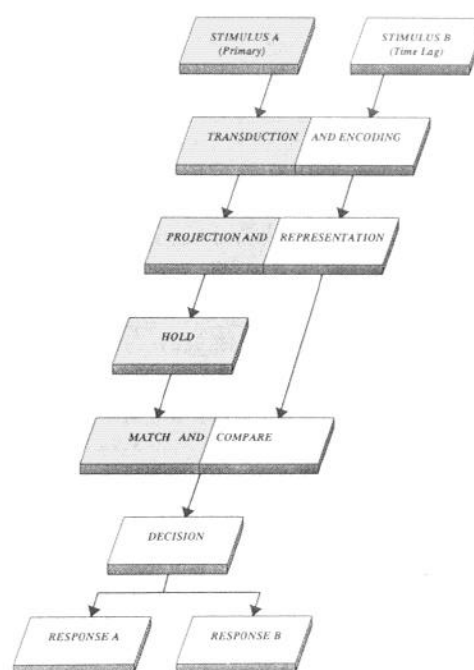 STIMULUS A
(Primary)
STIMULUS B
(Time Lag)
TRANSDUCTION AND ENCODING
PROJECTION AND REPRESENTATION
HOLD
MATCH AND COMPARE
DECISION
RESPONSE A
RESPONSE B